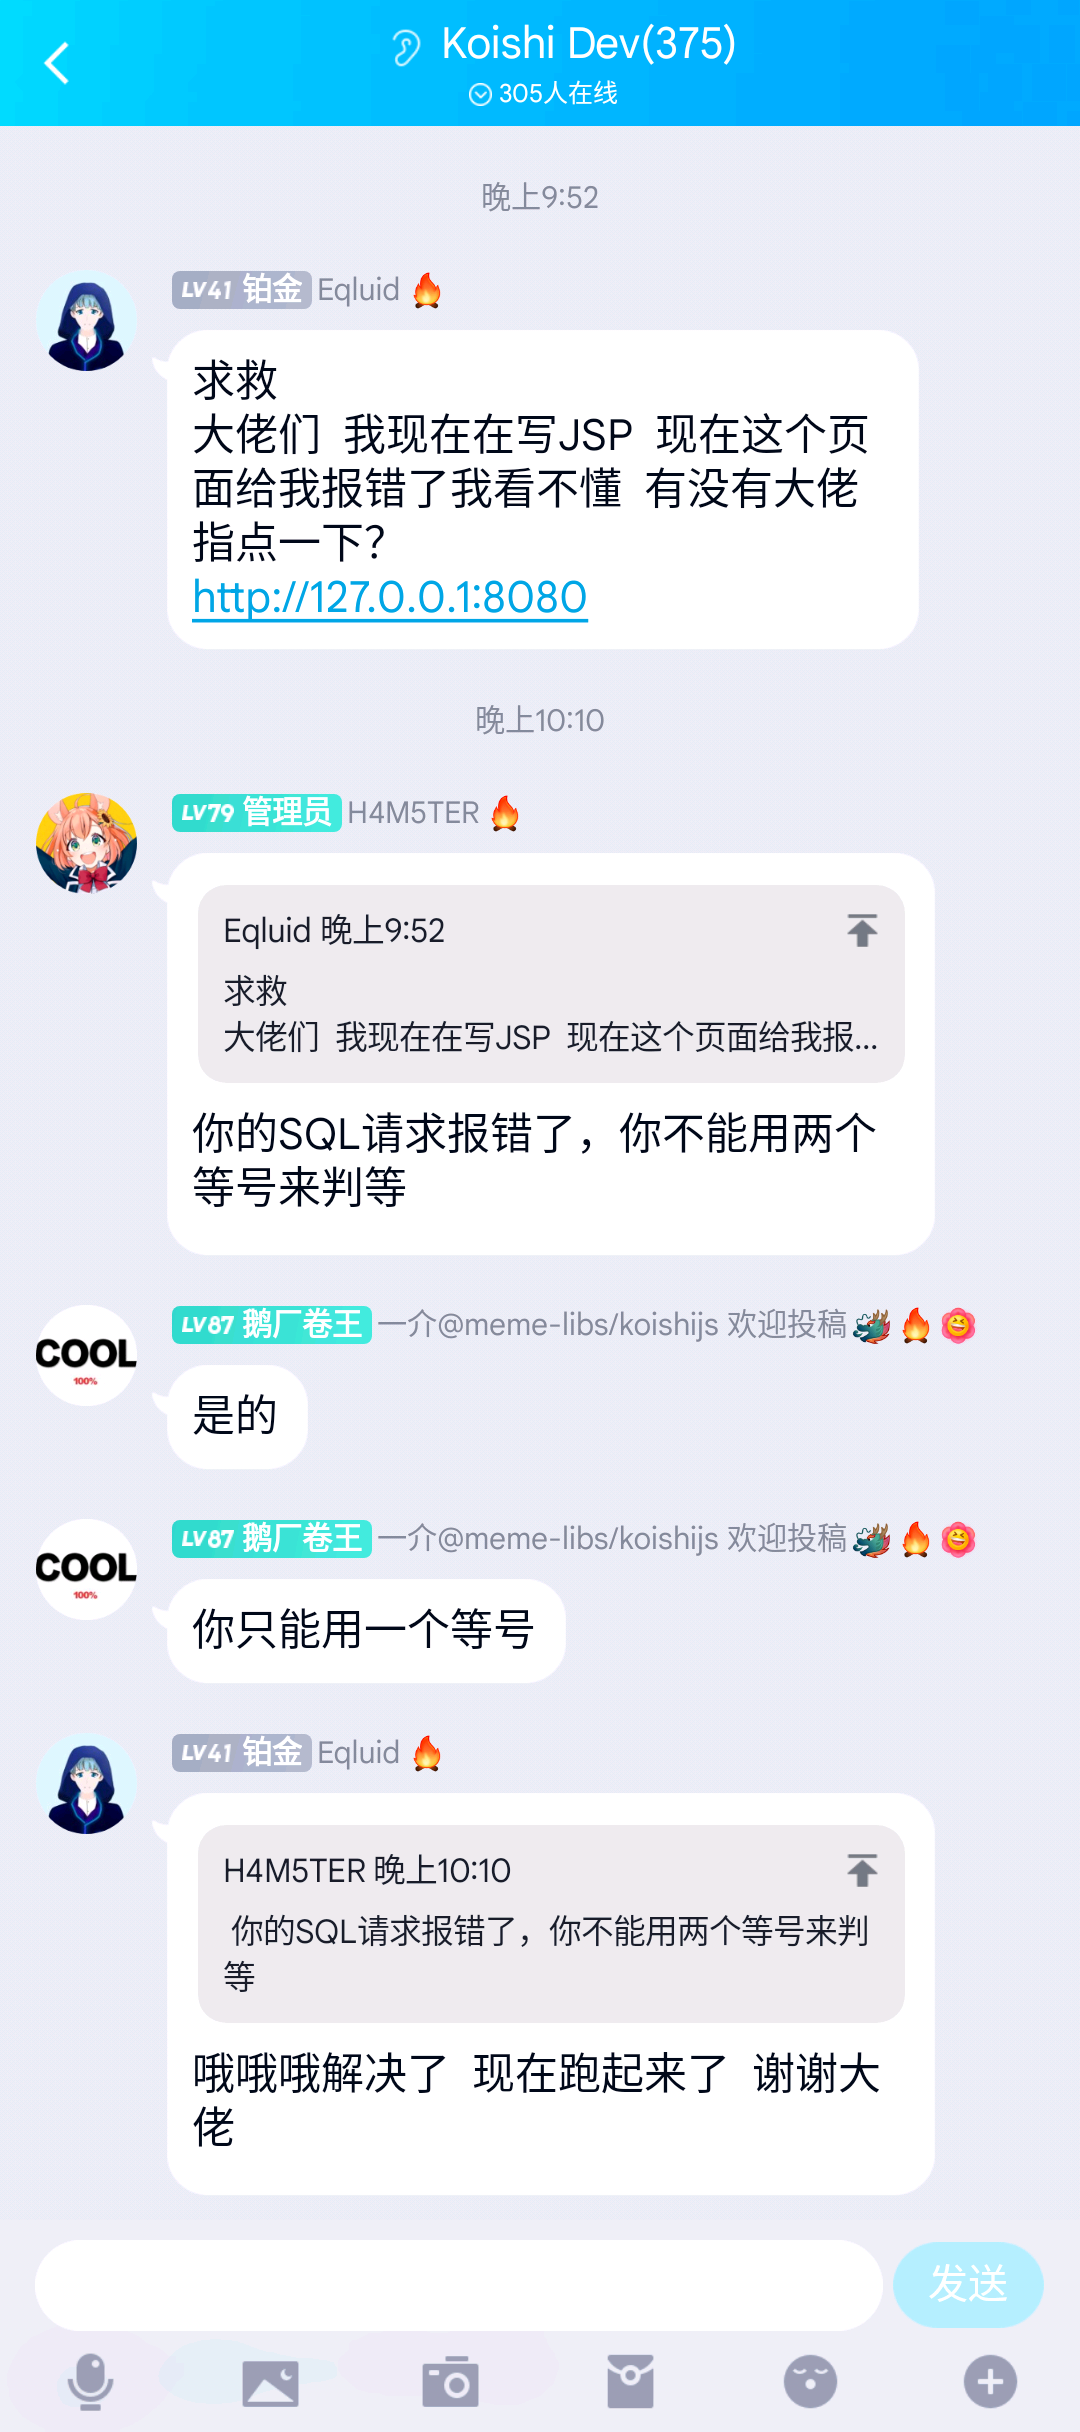 Koishi Dev(375)
305人在线
晚上9:52
LV41 铂金 Eqluid
求救
大佬们 我现在在写JSP 现在这个页
面给我报错了我看不懂 有没有大佬
指点一下？
http://127.0.0.1:8080
晚上10:10
LV79 管理员 H4M5TER
Eqluid 晚上9:52
求救
大佬们 我现在在写JSP 现在这个页面给我报...
你的SQL请求报错了，你不能用两个
等号来判等
COOL
100%
LV87 鹅厂卷王 一介@meme-libs/koishijs 欢迎投稿
是的
COOL
100%
LV87 鹅厂卷王 一介@meme-libs/koishijs 欢迎投稿
你只能用一个等号
LV41 铂金 Eqluid
H4M5TER 晚上10:10
你的SQL请求报错了，你不能用两个等号来判
等
哦哦哦解决了 现在跑起来了 谢谢大
佬
发送